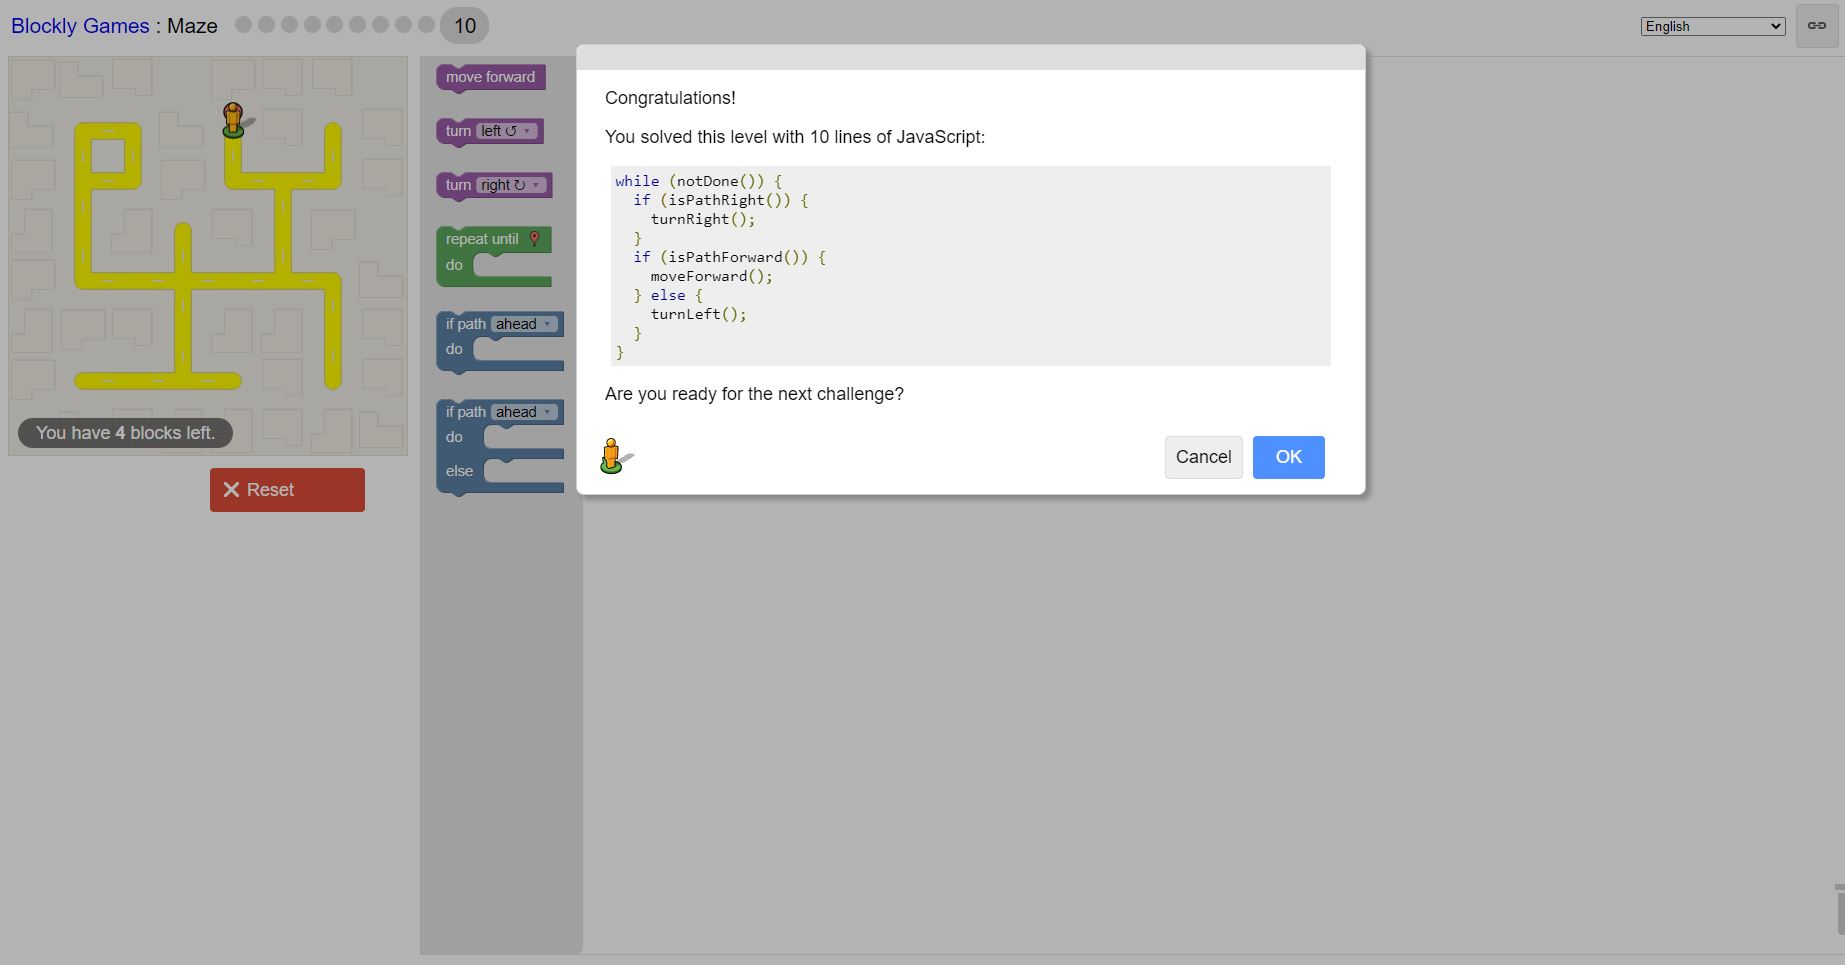 Blockly Games : Maze
10
English
move forward
turn left ↺ ▾
turn right ↻ ▾
repeat until
do
if path ahead ▾
do
if path ahead ▾
do
else
You have 4 blocks left.
Reset
Congratulations!
You solved this level with 10 lines of JavaScript:
while (notDone()) {
  if (isPathRight()) {
    turnRight();
  }
  if (isPathForward()) {
    moveForward();
  } else {
    turnLeft();
  }
}
Are you ready for the next challenge?
Cancel
OK